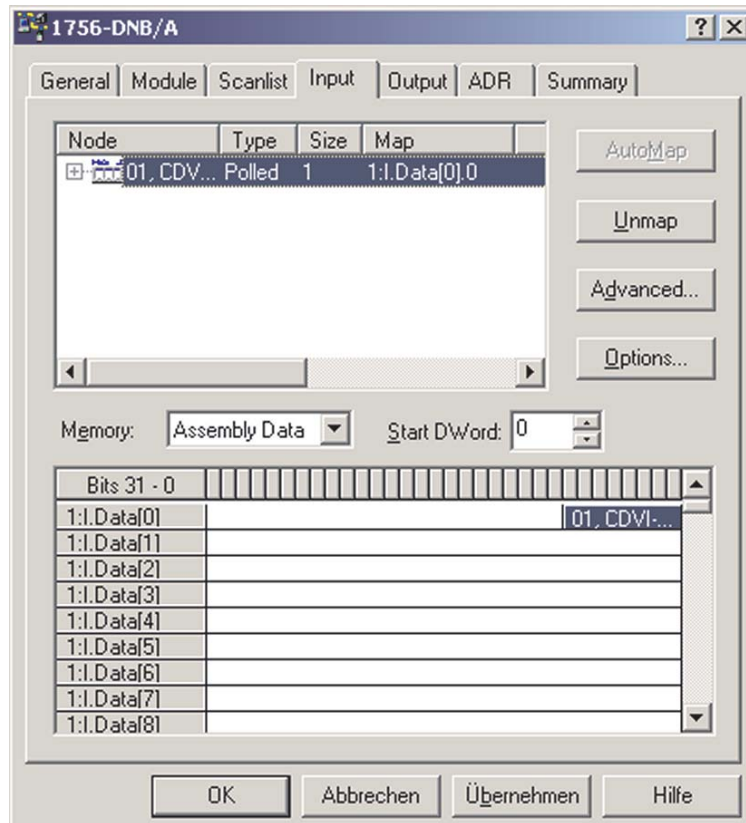 1756-DNB/A
General Module Scanlist Input Output ADR Summary
Node Type Size Map
01, CDV... Polled 1 1:I.Data[0].0
AutoMap
Unmap
Advanced...
Options...
Memory: Assembly Data Start DWord: 0
Bits 31 - 0
1:I.Data[0] 01, CDVI-...
1:I.Data[1]
1:I.Data[2]
1:I.Data[3]
1:I.Data[4]
1:I.Data[5]
1:I.Data[6]
1:I.Data[7]
1:I.Data[8]
OK Abbrechen Übernehmen Hilfe